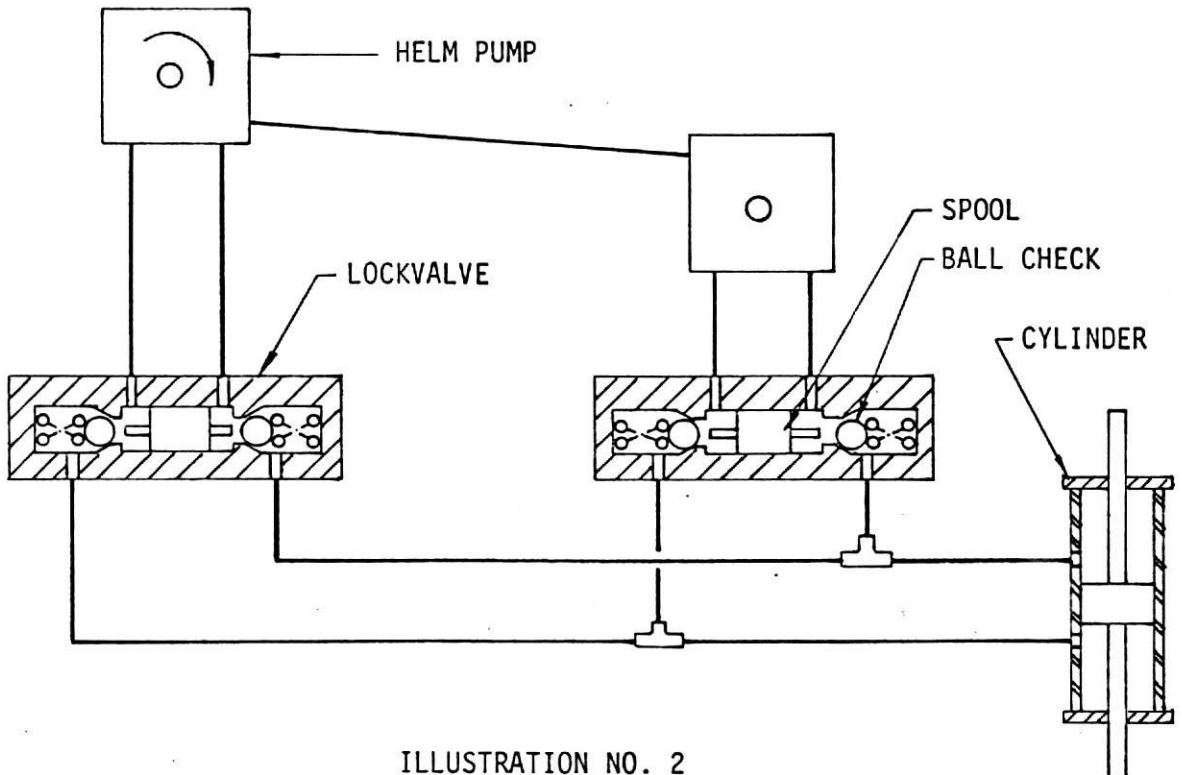 HELM PUMP
SPOOL
BALL CHECK
LOCKVALVE
CYLINDER
ILLUSTRATION NO. 2